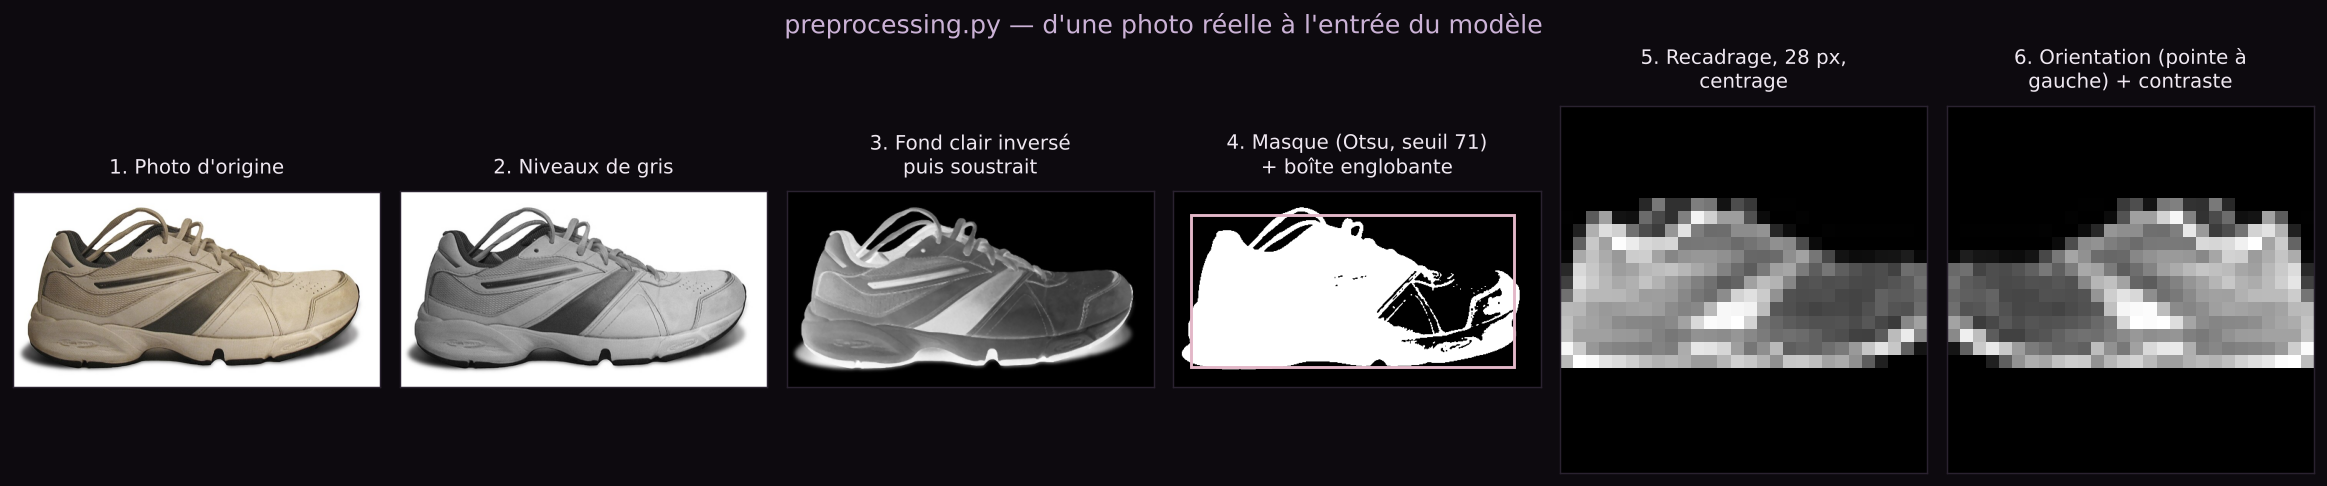 preprocessing.py — d'une photo réelle à l'entrée du modèle
1. Photo d'origine
2. Niveaux de gris
3. Fond clair inversé
puis soustrait
4. Masque (Otsu, seuil 71)
+ boîte englobante
5. Recadrage, 28 px,
centrage
6. Orientation (pointe à
gauche) + contraste